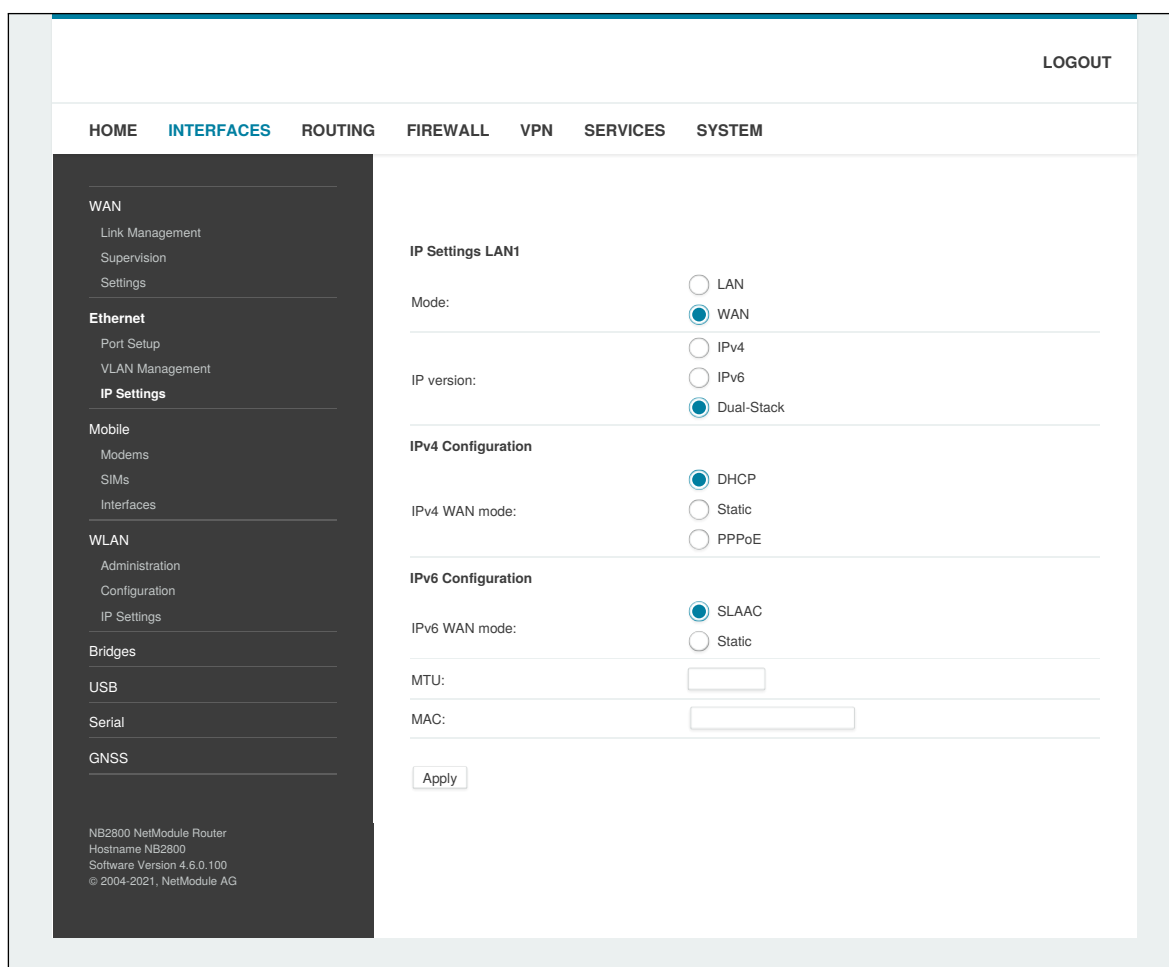 LOGOUT
HOME INTERFACES ROUTING FIREWALL VPN SERVICES SYSTEM
WAN
Link Management
Supervision
Settings
Ethernet
Port Setup
VLAN Management
IP Settings
Mobile
Modems
SIMs
Interfaces
WLAN
Administration
Configuration
IP Settings
Bridges
USB
Serial
GNSS
NB2800 NetModule Router
Hostname NB2800
Software Version 4.6.0.100
© 2004-2021, NetModule AG
IP Settings LAN1
Mode:
LAN
WAN
IP version:
IPv4
IPv6
Dual-Stack
IPv4 Configuration
IPv4 WAN mode:
DHCP
Static
PPPoE
IPv6 Configuration
IPv6 WAN mode:
SLAAC
Static
MTU:
MAC:
Apply